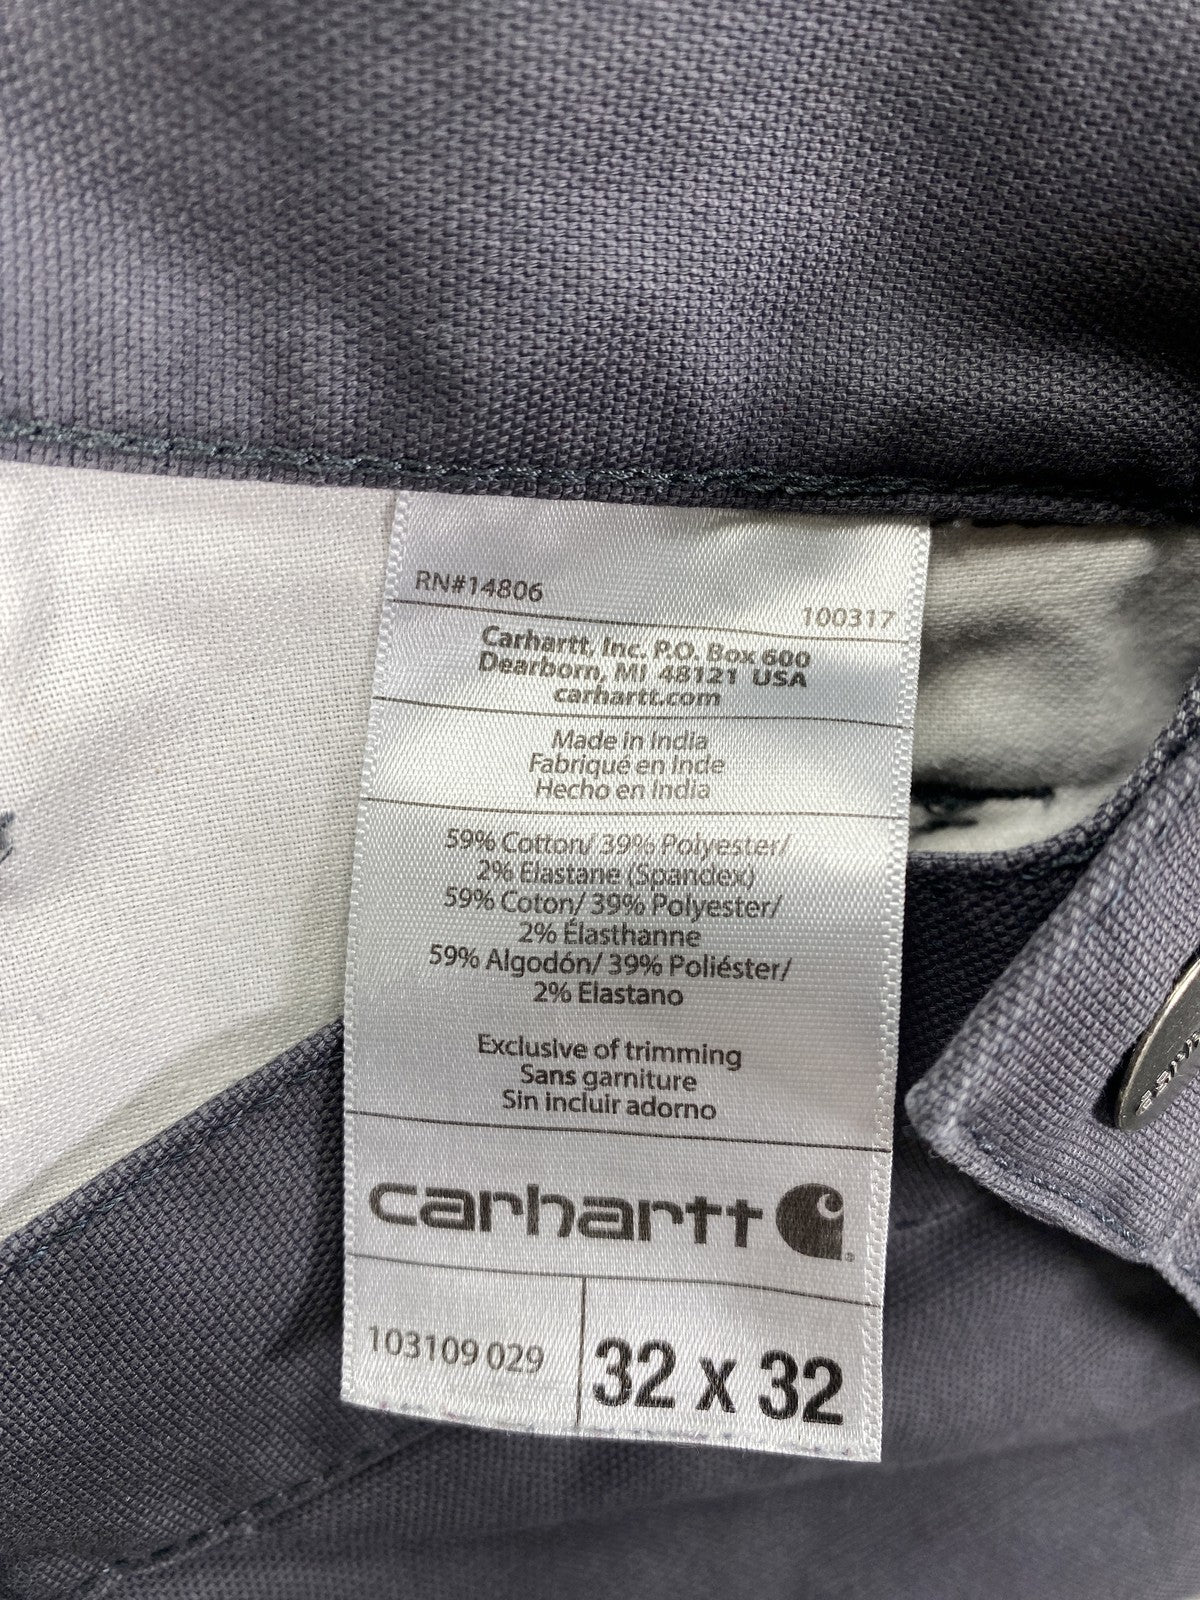 RN#14806
100317
Carhartt, Inc. P.O. Box 600
Dearborn, MI 48121 USA
carhartt.com
Made in India
Fabriqué en Inde
Hecho en India
59% Cotton/ 39% Polyester/
2% Elastane (Spandex)
59% Coton/ 39% Polyester/
2% Élasthanne
59% Algodón/ 39% Poliéster/
2% Elastano
Exclusive of trimming
Sans garniture
Sin incluir adorno
carhartt
103109 029
32 x 32